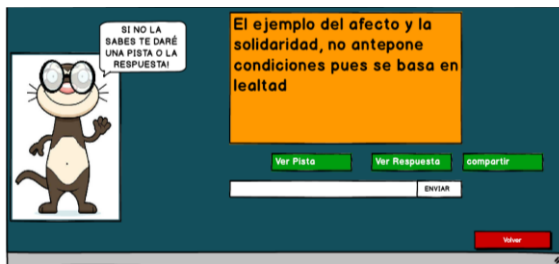 SI NO LA
SABES TE DARÉ
UNA PISTA O LA
RESPUESTA!
El ejemplo del afecto y la
solidaridad, no antepone
condiciones pues se basa en
lealtad
Ver Pista
Ver Respuesta
compartir
ENVIAR
Volver